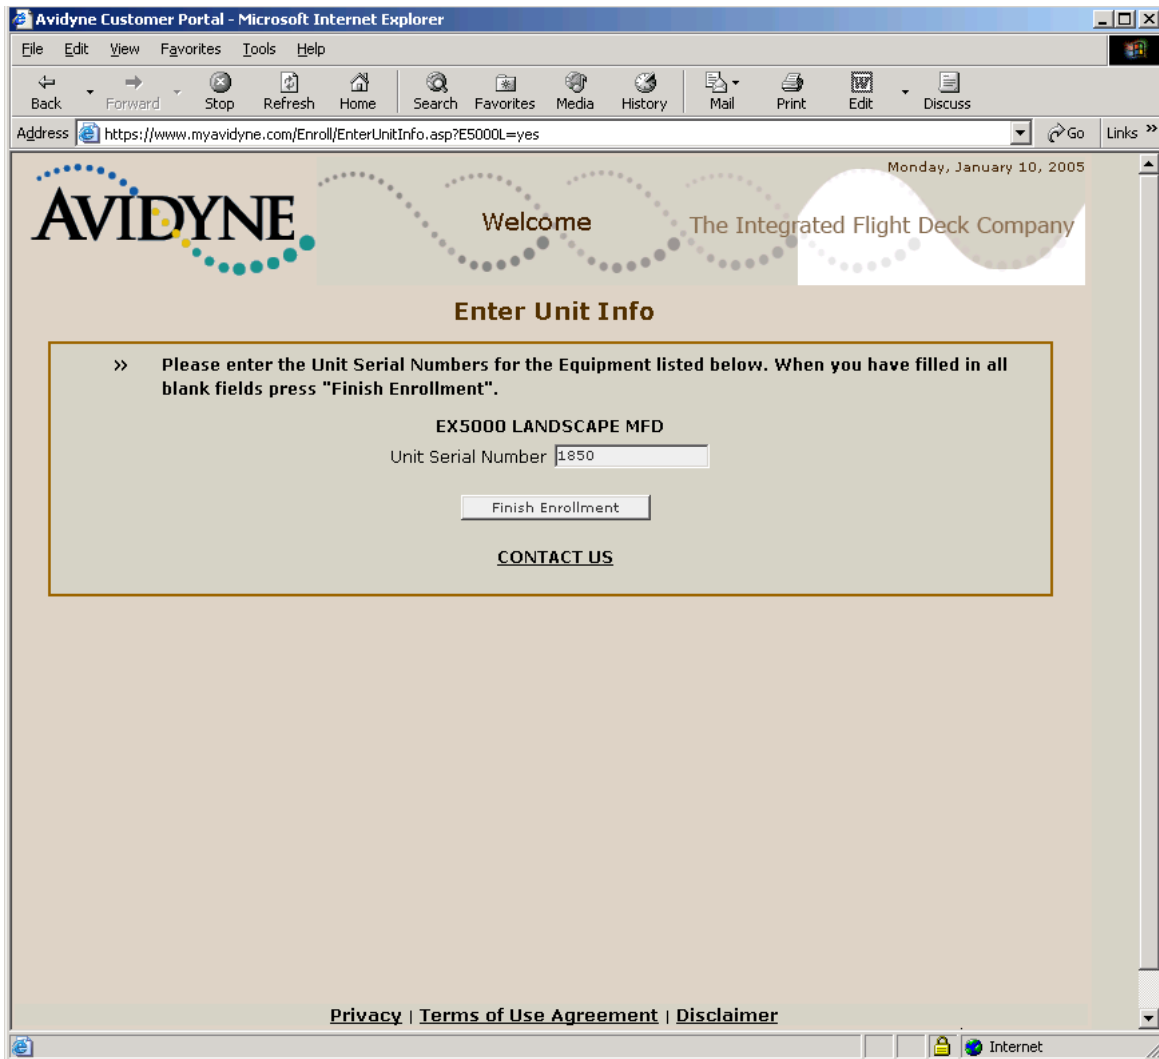 Avidyne Customer Portal - Microsoft Internet Explorer
File Edit View Favorites Tools Help
Back Forward Stop Refresh Home Search Favorites Media History Mail Print Edit Discuss
Address https://www.myavidyne.com/Enroll/EnterUnitInfo.asp?E5000L=yes Go Links »
Monday, January 10, 2005
AVIDYNE Welcome The Integrated Flight Deck Company
Enter Unit Info
» Please enter the Unit Serial Numbers for the Equipment listed below. When you have filled in all
blank fields press "Finish Enrollment".
EX5000 LANDSCAPE MFD
Unit Serial Number 1850
Finish Enrollment
CONTACT US
Privacy | Terms of Use Agreement | Disclaimer
Internet